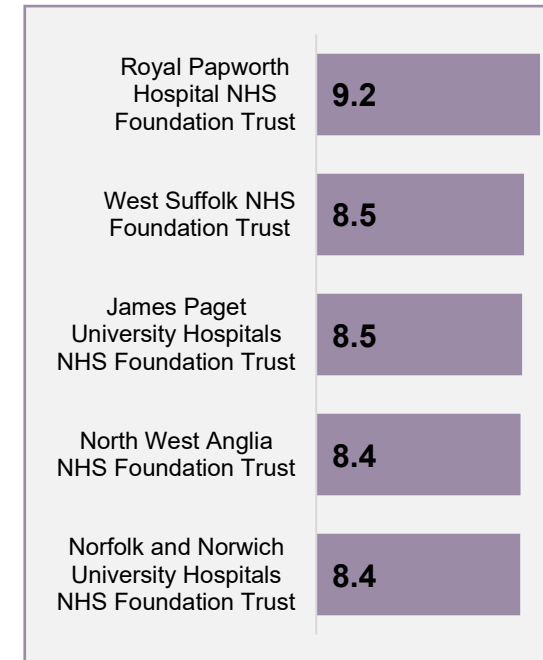 Royal Papworth
Hospital NHS
Foundation Trust
9.2
West Suffolk NHS
Foundation Trust
8.5
James Paget
University Hospitals
NHS Foundation Trust
8.5
North West Anglia
NHS Foundation Trust
8.4
Norfolk and Norwich
University Hospitals
NHS Foundation Trust
8.4